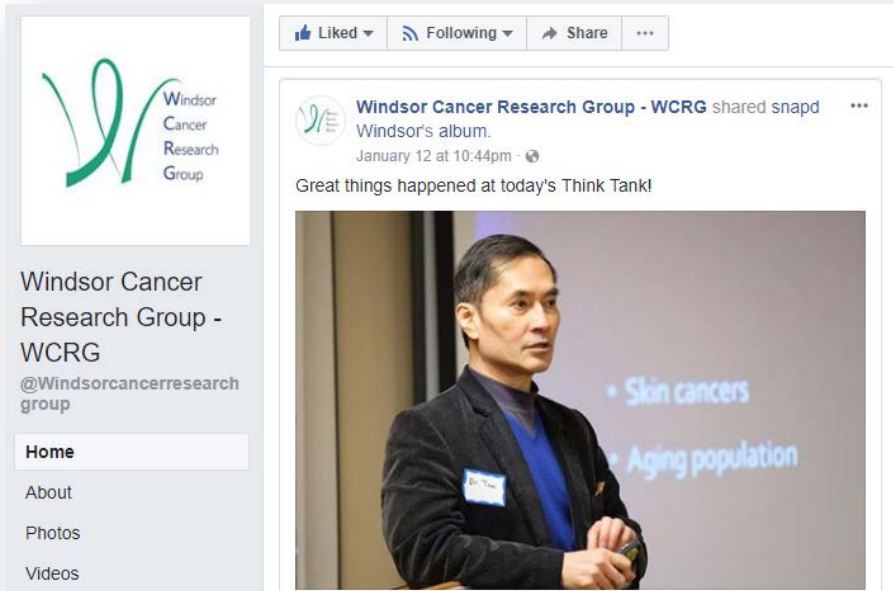 Windsor
Cancer
Research
Group
Windsor Cancer
Research Group -
WCRG
@Windsorcancerresearch
group
Home
About
Photos
Videos
Liked
Following
Share
Windsor Cancer Research Group - WCRG shared snapd
Windsor's album.
January 12 at 10:44pm ·
Great things happened at today's Think Tank!
• Skin cancers
• Aging population
Dr.